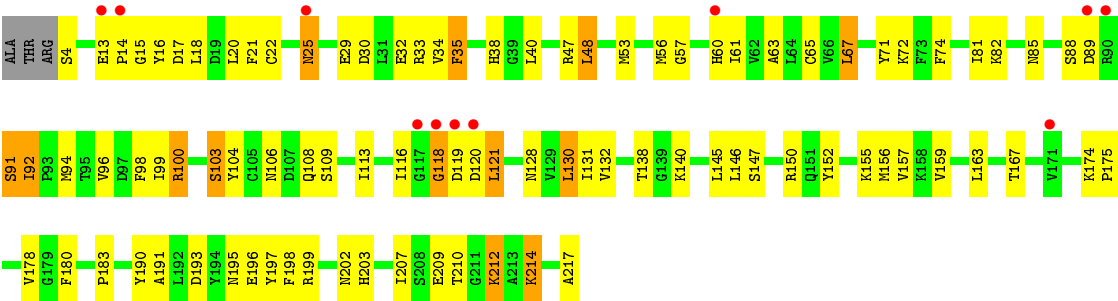 ALA THR ARG S4 E13 P14 G15 Y16 D17 L18 D19 L20 F21 C22 N25 E29 D30 L31 E32 R33 V34 F35 H38 G39 L40 R47 L48 M53 M56 G57 H60 I61 V62 A63 L64 C65 V66 L67 Y71 K72 F73 F74 I81 K82 N85 S88 D89 R90
S91 I92 P93 M94 T95 V96 D97 F98 I99 R100 S103 Y104 C105 N106 D107 Q108 S109 I113 I116 G117 G118 D119 D120 L121 N128 V129 L130 I131 V132 T138 G139 K140 L145 L146 S147 R150 Q151 Y152 K155 M156 V157 K158 V159 L163 T167 V171 K174 P175
V178 G179 F180 P183 Y190 A191 L192 D193 Y194 N195 E196 Y197 F198 R199 N202 H203 I207 S208 E209 T210 G211 K212 A213 K214 A217